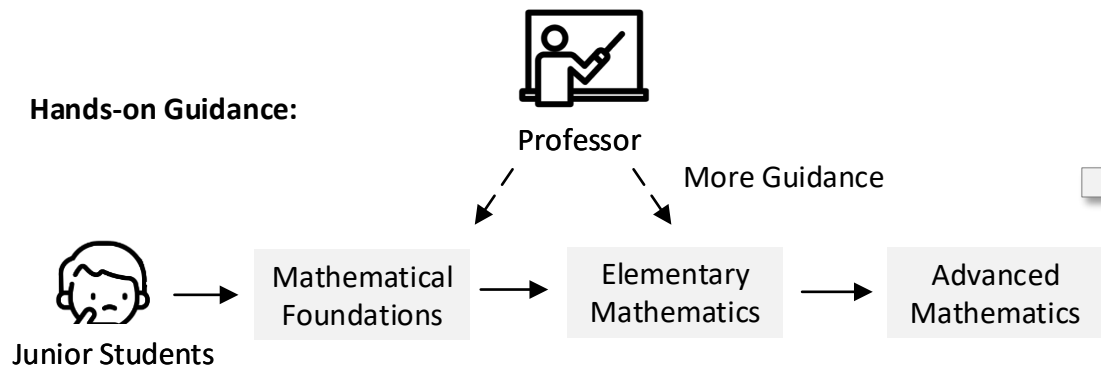 Hands-on Guidance:
Professor
More Guidance
Mathematical
Foundations
Elementary
Mathematics
Advanced
Mathematics
Junior Students